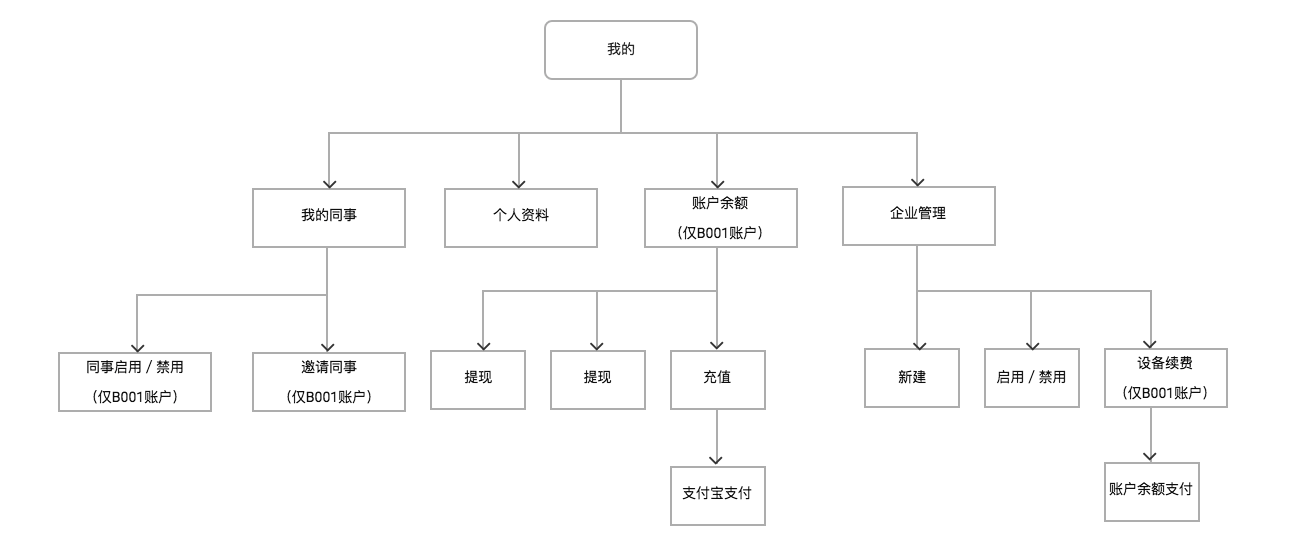 我的
我的同事
个人资料
账户余额
（仅B001账户）
企业管理
同事启用 / 禁用
（仅B001账户）
邀请同事
（仅B001账户）
提现
提现
充值
新建
启用 / 禁用
设备续费
（仅B001账户）
支付宝支付
账户余额支付